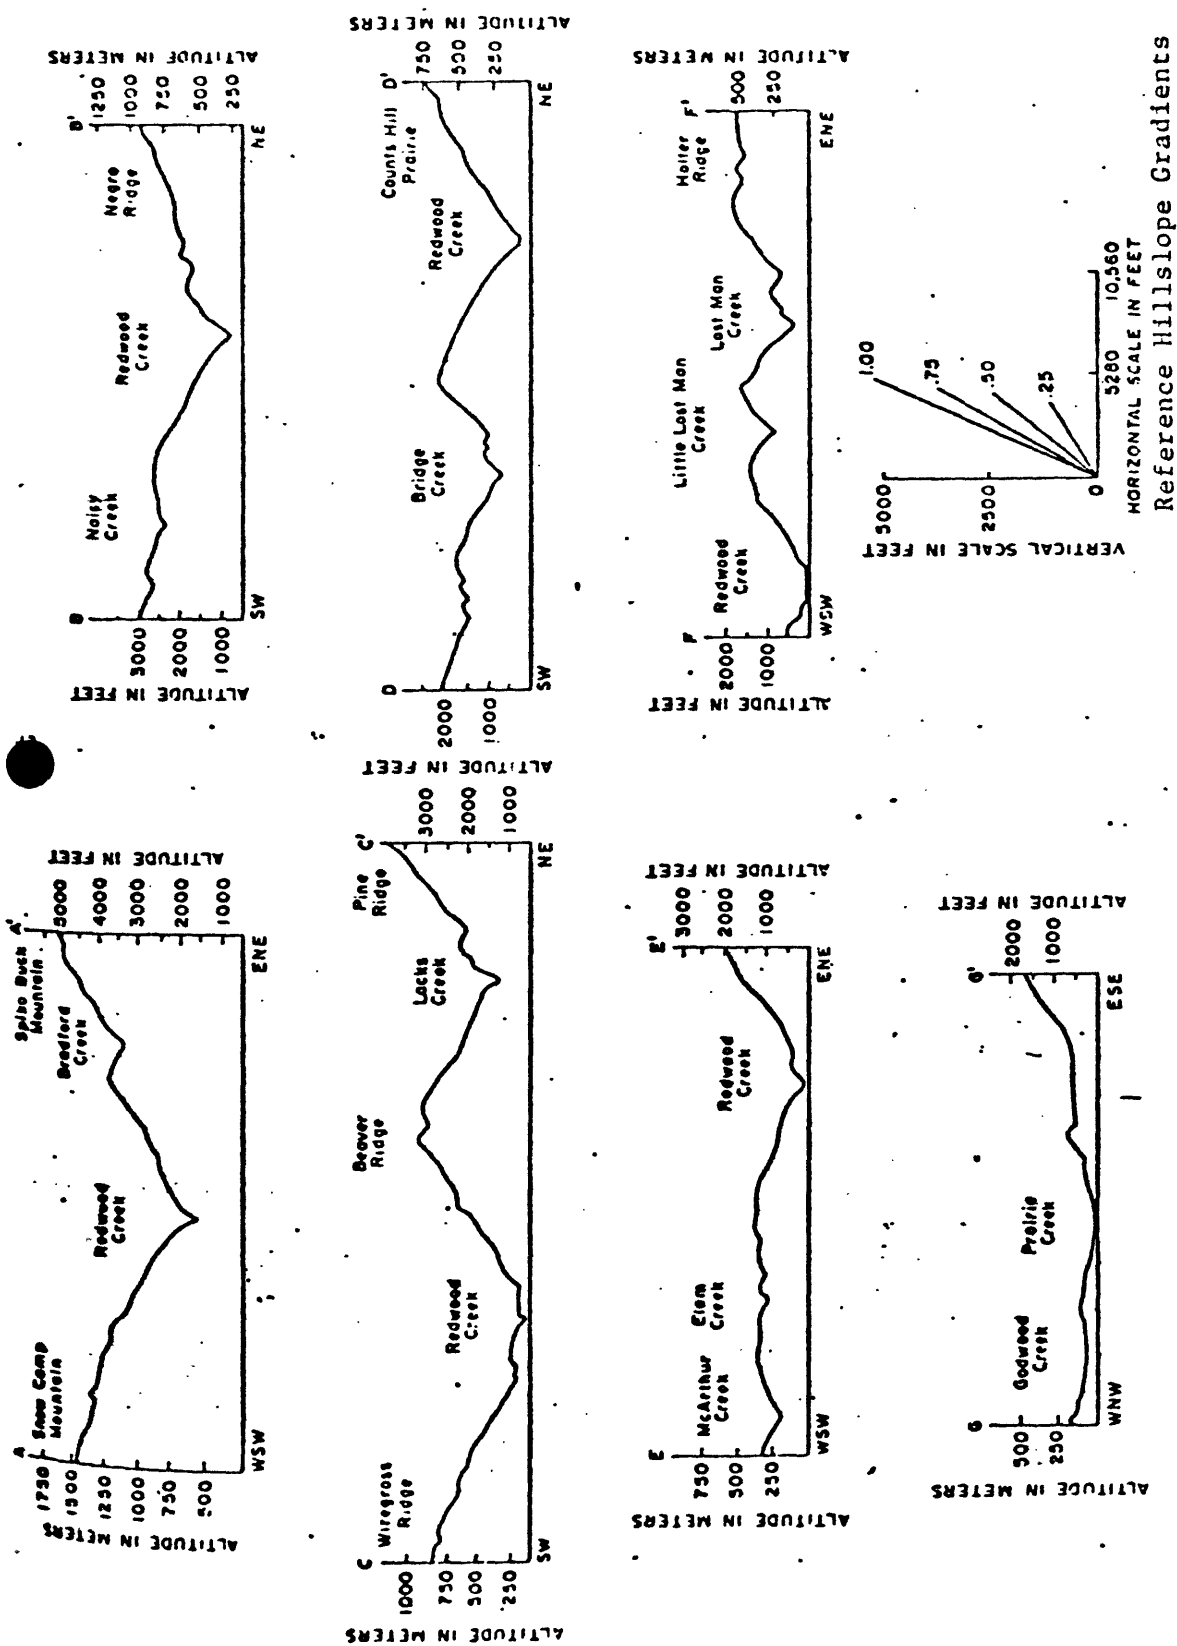 A
A'
Snow Camp
Mountain
Redwood
Creek
Bradford
Creek
Spike Buck
Mountain
ALTITUDE IN METERS
1750
1500
1250
1000
750
500
ALTITUDE IN FEET
5000
4000
3000
2000
1000
WSW
ENE
B
B'
Noisy
Creek
Redwood
Creek
Negro
Ridge
ALTITUDE IN FEET
3000
2000
1000
ALTITUDE IN METERS
1250
1000
750
500
250
SW
NE
C
C'
Wiregrass
Ridge
Redwood
Creek
Beaver
Ridge
Lacks
Creek
Pine
Ridge
ALTITUDE IN METERS
1000
750
500
250
ALTITUDE IN FEET
3000
2000
1000
SW
NE
D
D'
Bridge
Creek
Redwood
Creek
Counts Hill
Prairie
ALTITUDE IN FEET
2000
1000
ALTITUDE IN METERS
750
500
250
SW
NE
E
E'
McArthur
Creek
Elam
Creek
Redwood
Creek
ALTITUDE IN METERS
750
500
250
ALTITUDE IN FEET
3000
2000
1000
WSW
ENE
F
F'
Redwood
Creek
Little Lost Man
Creek
Lost Man
Creek
Holter
Ridge
ALTITUDE IN FEET
2000
1000
ALTITUDE IN METERS
500
250
WSW
ENE
G
G'
Godwood
Creek
Prairie
Creek
ALTITUDE IN METERS
500
250
ALTITUDE IN FEET
2000
1000
WNW
ESE
VERTICAL SCALE IN FEET
5000
2500
0
1.00
.75
.50
.25
5280
10,560
HORIZONTAL SCALE IN FEET
Reference Hillslope Gradients